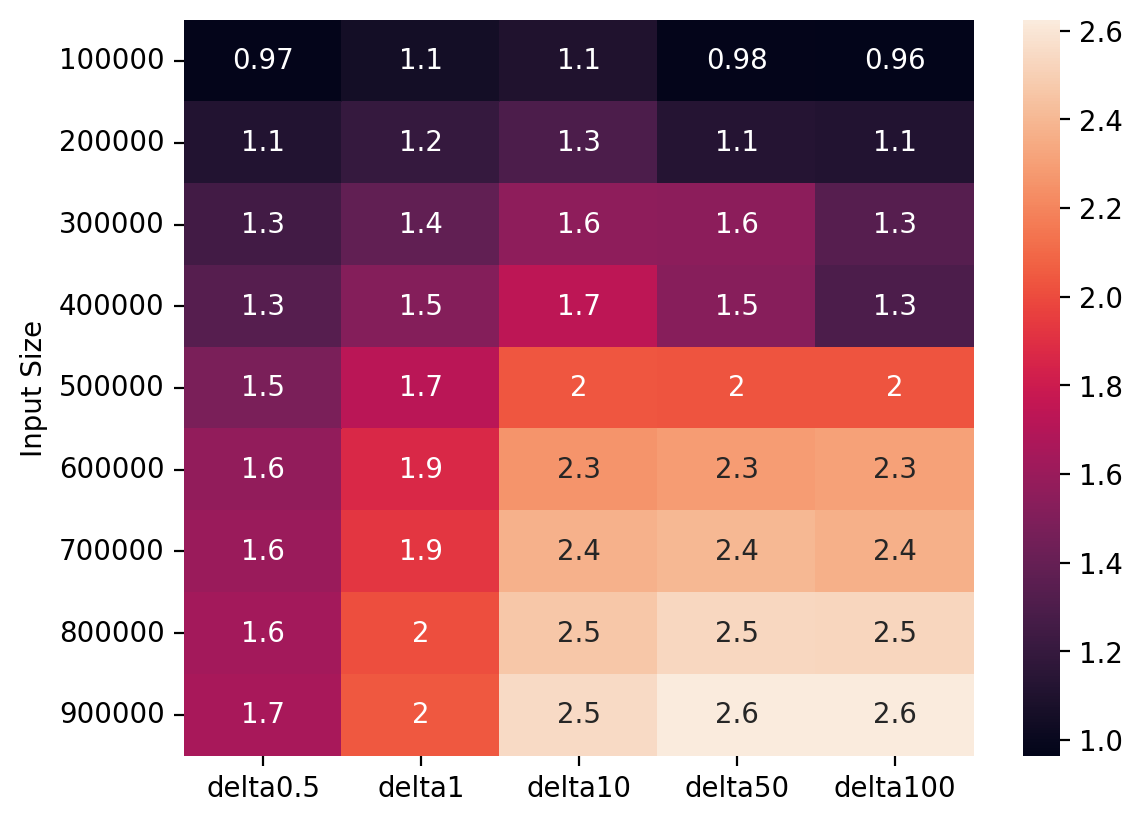 100000 0.97 1.1 1.1 0.98 0.96
200000 1.1 1.2 1.3 1.1 1.1
300000 1.3 1.4 1.6 1.6 1.3
400000 1.3 1.5 1.7 1.5 1.3
500000 1.5 1.7 2 2 2
600000 1.6 1.9 2.3 2.3 2.3
700000 1.6 1.9 2.4 2.4 2.4
800000 1.6 2 2.5 2.5 2.5
900000 1.7 2 2.5 2.6 2.6
delta0.5 delta1 delta10 delta50 delta100
Input Size
2.6
2.4
2.2
2.0
1.8
1.6
1.4
1.2
1.0